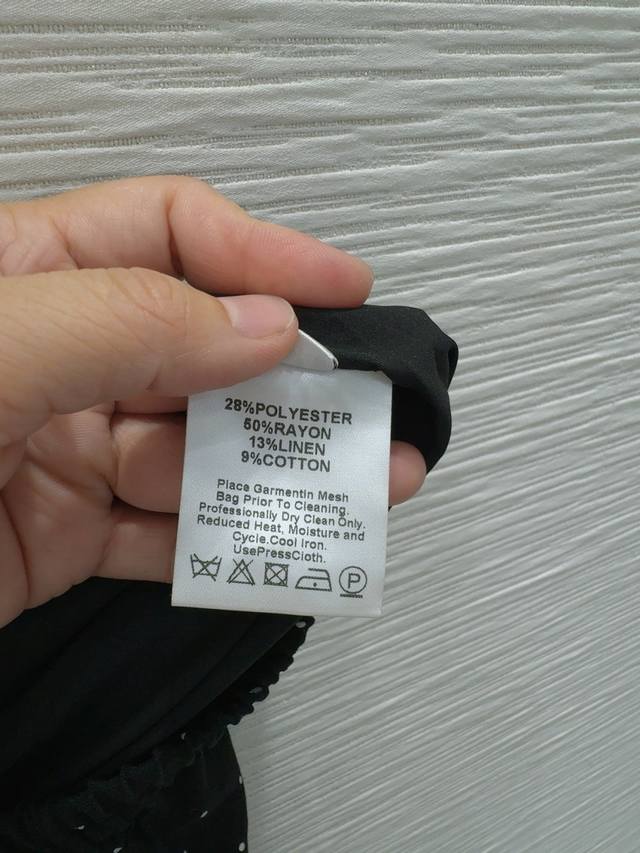 28%POLYESTER
50%RAYON
13%LINEN
9%COTTON
Place Garmentin Mesh
Bag Prior To Cleaning.
Professionally Dry Clean Only.
Reduced Heat, Moisture and
Cycle.Cool Iron.
UsePressCloth.
P